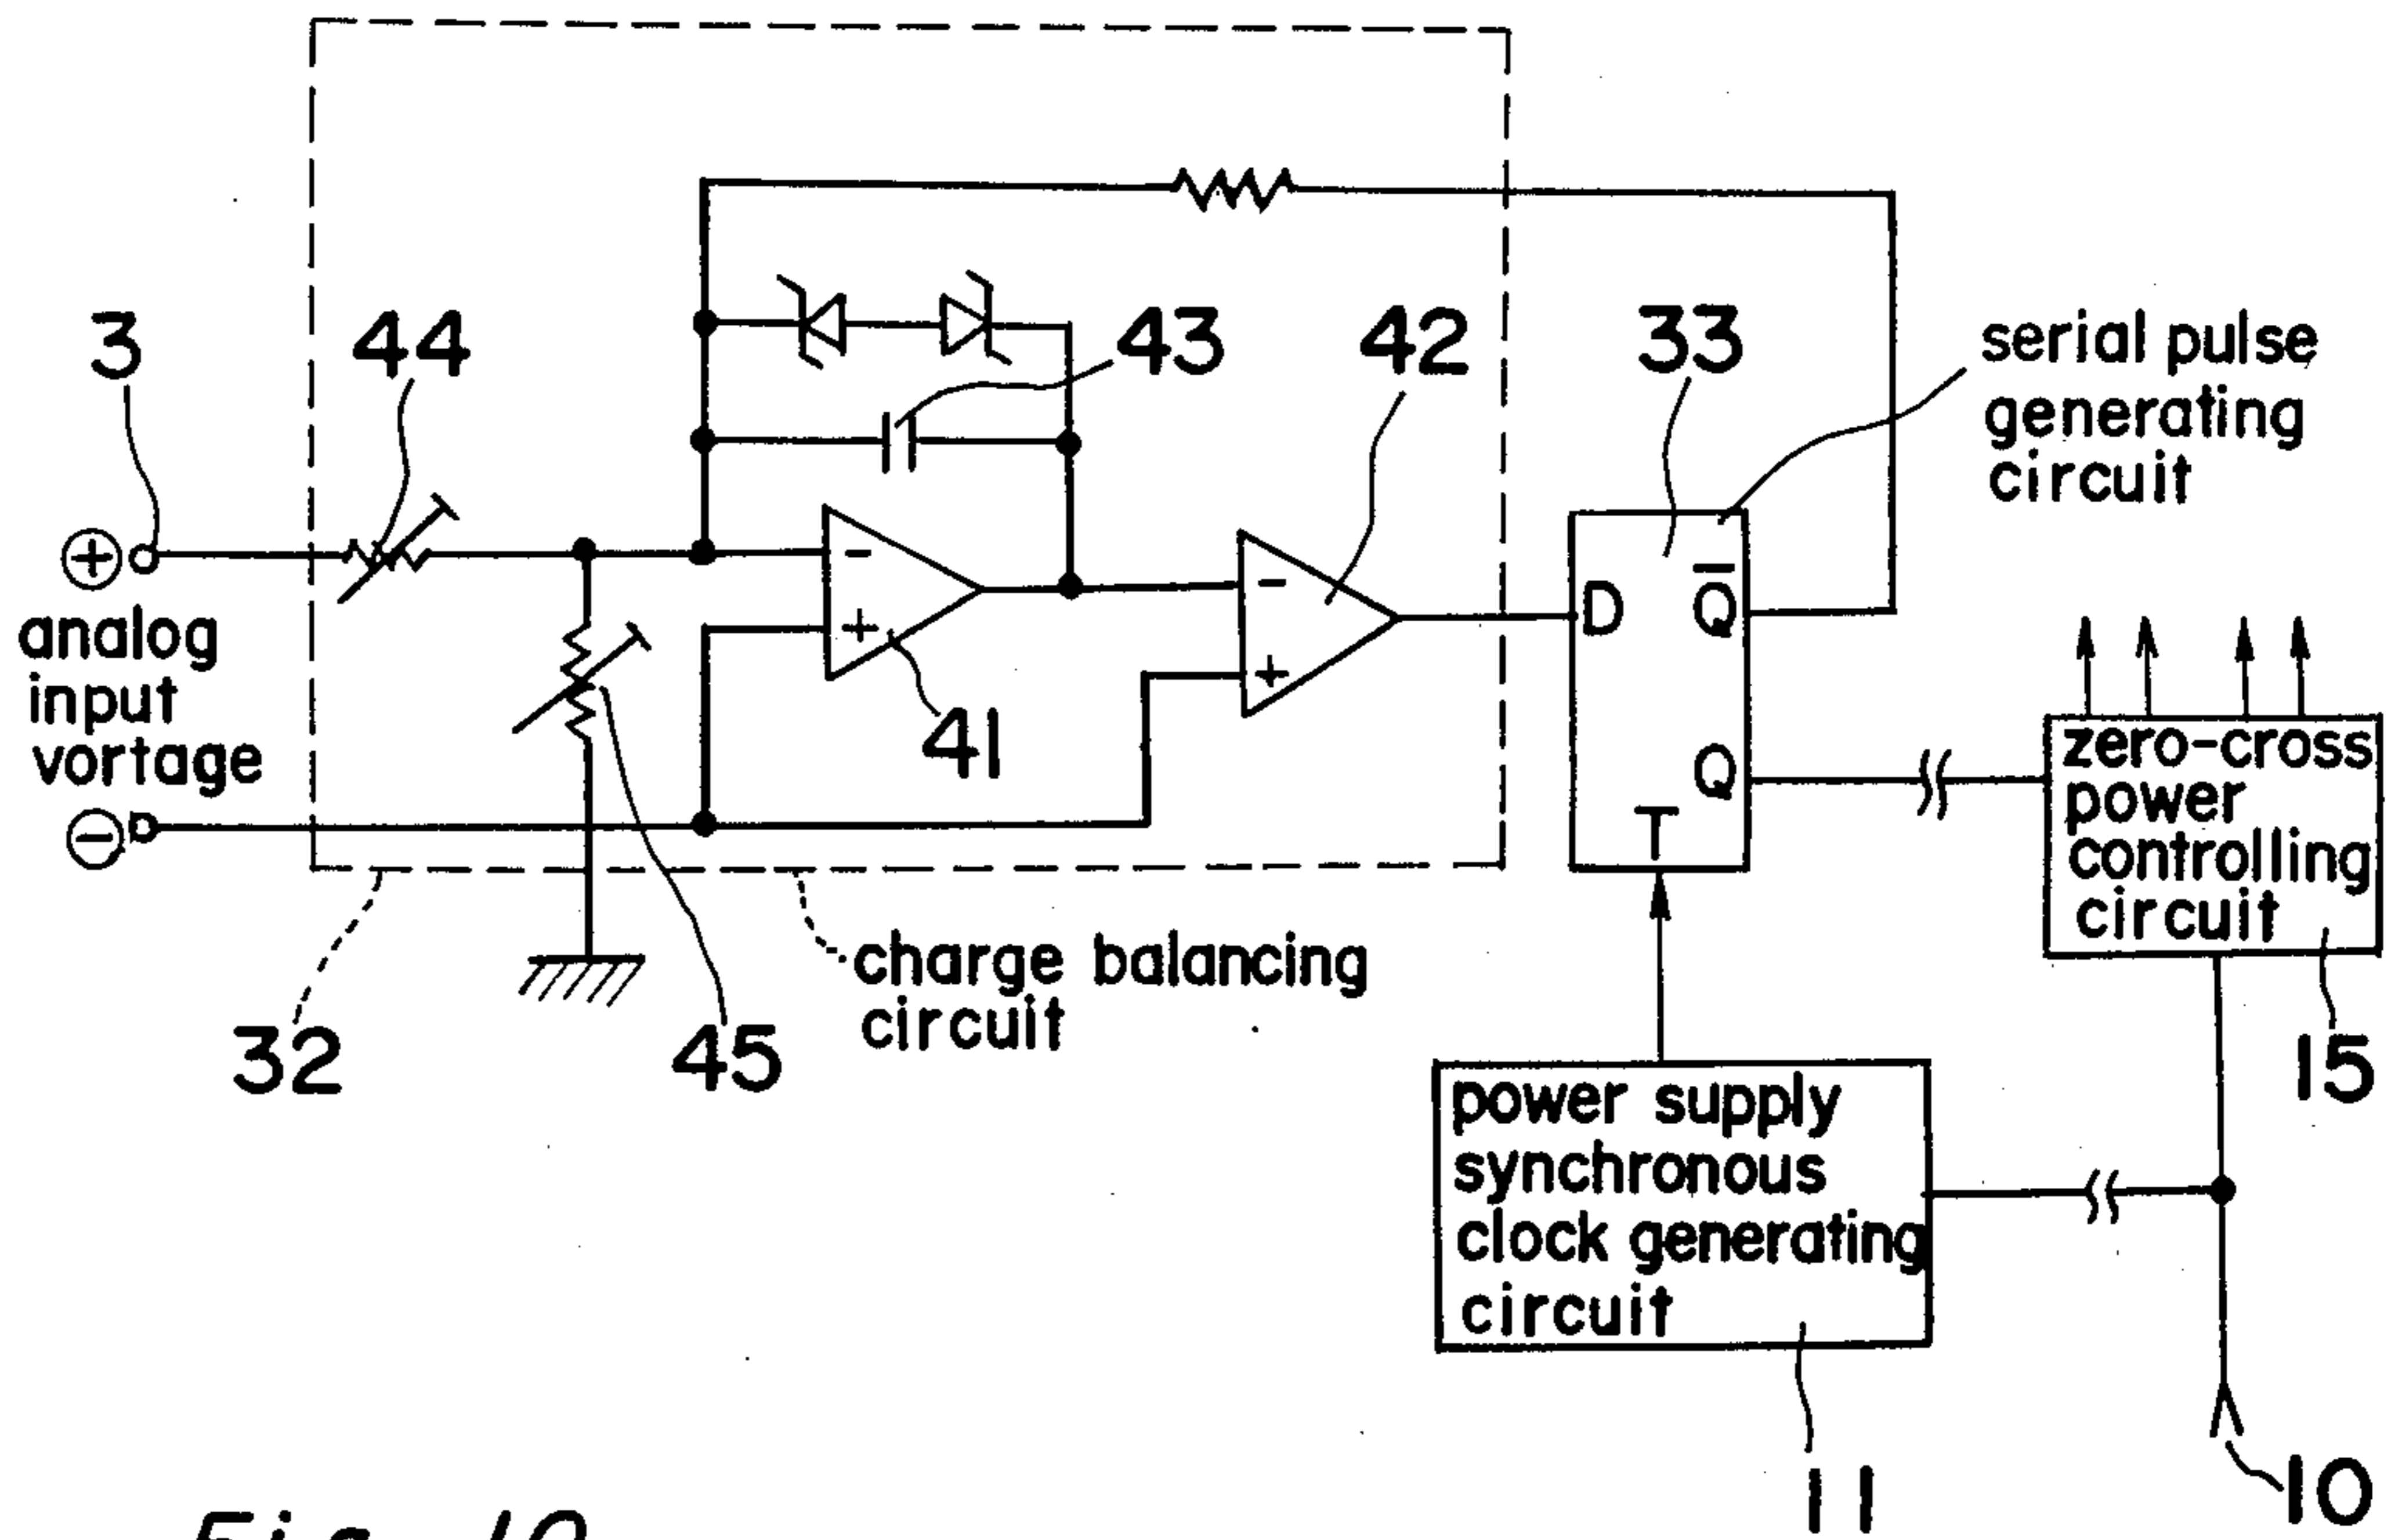 3
44
43
42
33
serial pulse
generating
circuit
+
analog
input
vortage
−
-
+
41
-
+
D
Q̅
Q
T
zero-cross
power
controlling
circuit
15
charge balancing
circuit
32
45
power supply
synchronous
clock generating
circuit
11
10